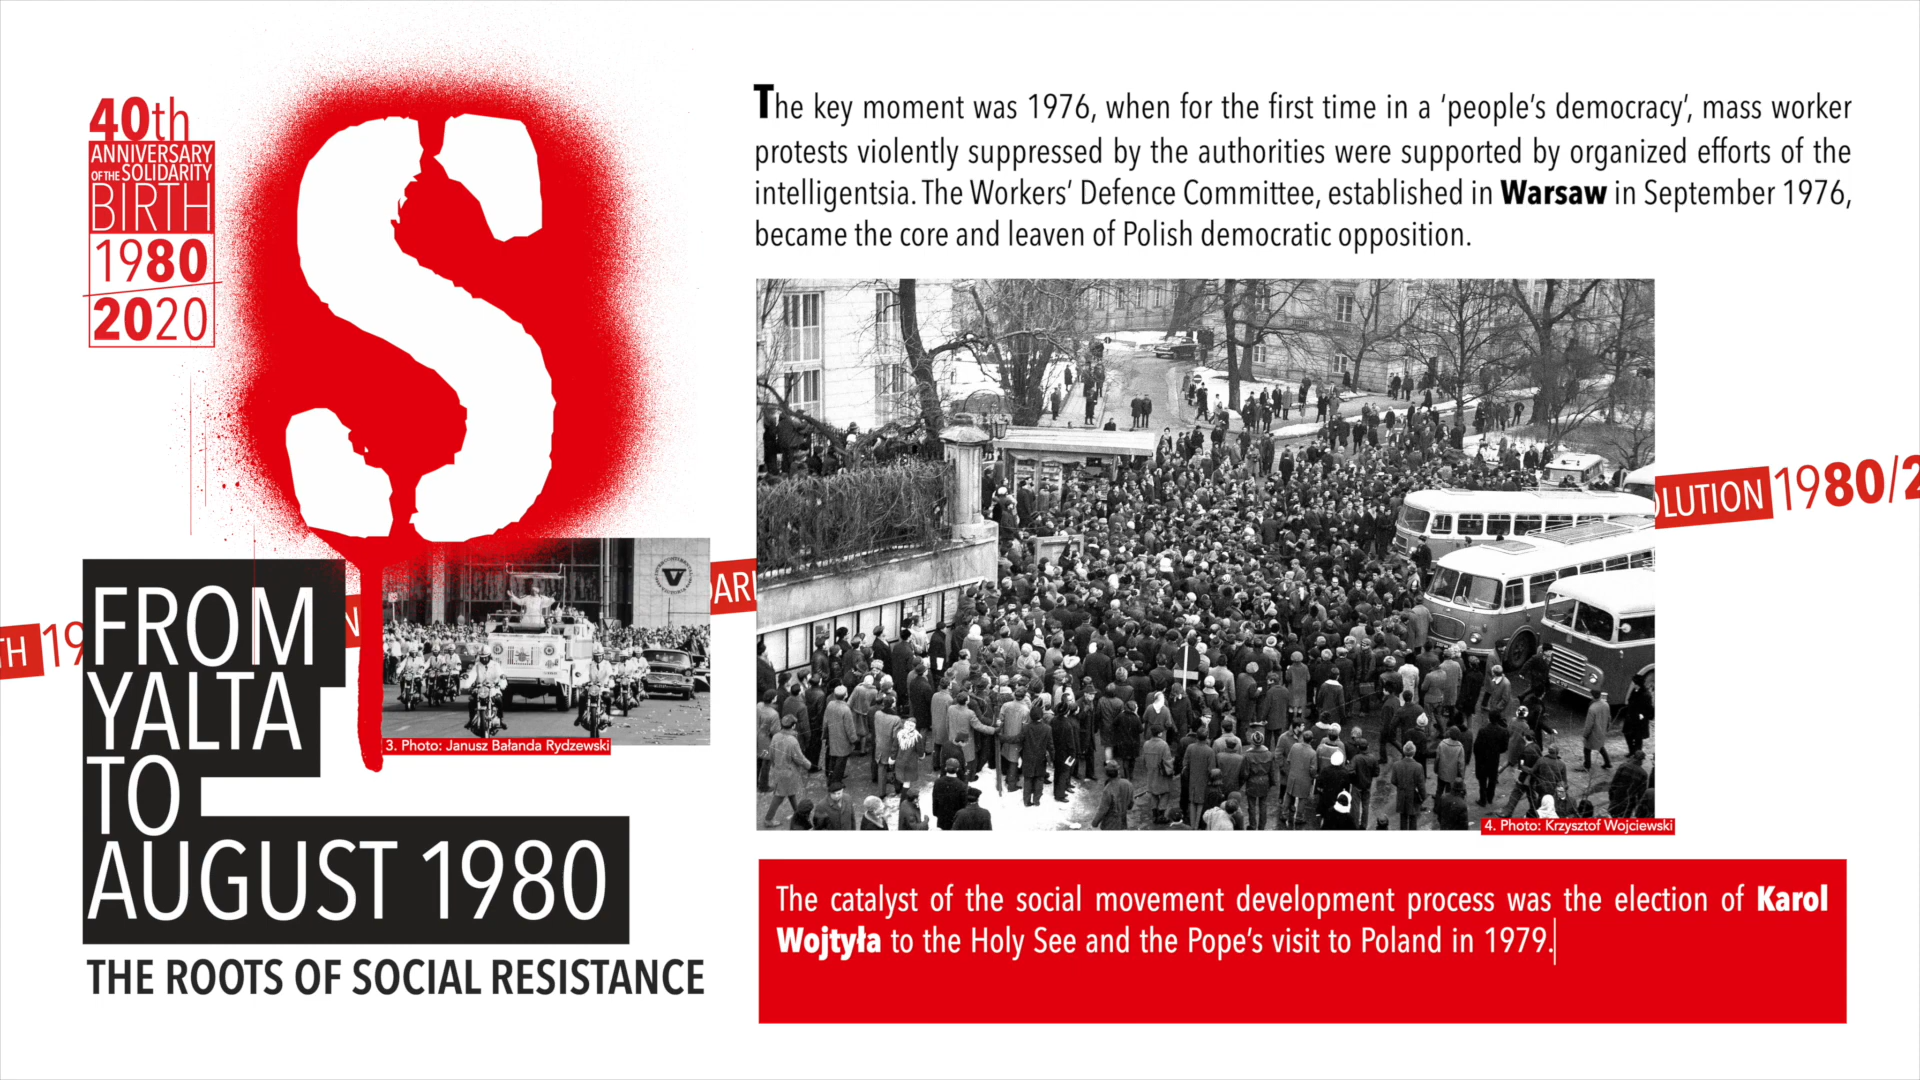 40th
ANNIVERSARY
OF THE SOLIDARITY
BIRTH
1980
2020
The key moment was 1976, when for the first time in a ‘people’s democracy’, mass worker
protests violently suppressed by the authorities were supported by organized efforts of the
intelligentsia. The Workers’ Defence Committee, established in Warsaw in September 1976,
became the core and leaven of Polish democratic opposition.
S
LUTION 1980/2
TH 19
N
DARI
FROM
YALTA
TO
AUGUST 1980
THE ROOTS OF SOCIAL RESISTANCE
3. Photo: Janusz Bałanda Rydzewski
4. Photo: Krzysztof Wojciewski
The catalyst of the social movement development process was the election of Karol
Wojtyła to the Holy See and the Pope’s visit to Poland in 1979.